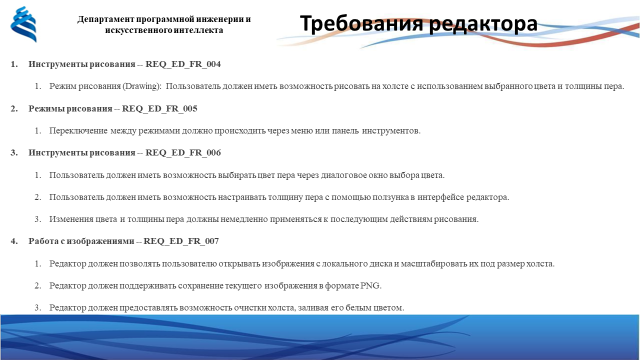 Департамент программной инженерии и
искусственного интеллекта
Требования редактора
1. Инструменты рисования – REQ_ED_FR_004
1. Режим рисования (Drawing): Пользователь должен иметь возможность рисовать на холсте с использованием выбранного цвета и толщины пера.
2. Режимы рисования – REQ_ED_FR_005
1. Переключение между режимами должно происходить через меню или панель инструментов.
3. Инструменты рисования – REQ_ED_FR_006
1. Пользователь должен иметь возможность выбирать цвет пера через диалоговое окно выбора цвета.
2. Пользователь должен иметь возможность настраивать толщину пера с помощью ползунка в интерфейсе редактора.
3. Изменения цвета и толщины пера должны немедленно применяться к последующим действиям рисования.
4. Работа с изображениями – REQ_ED_FR_007
1. Редактор должен позволять пользователю открывать изображения с локального диска и масштабировать их под размер холста.
2. Редактор должен поддерживать сохранение текущего изображения в формате PNG.
3. Редактор должен предоставлять возможность очистки холста, заливая его белым цветом.